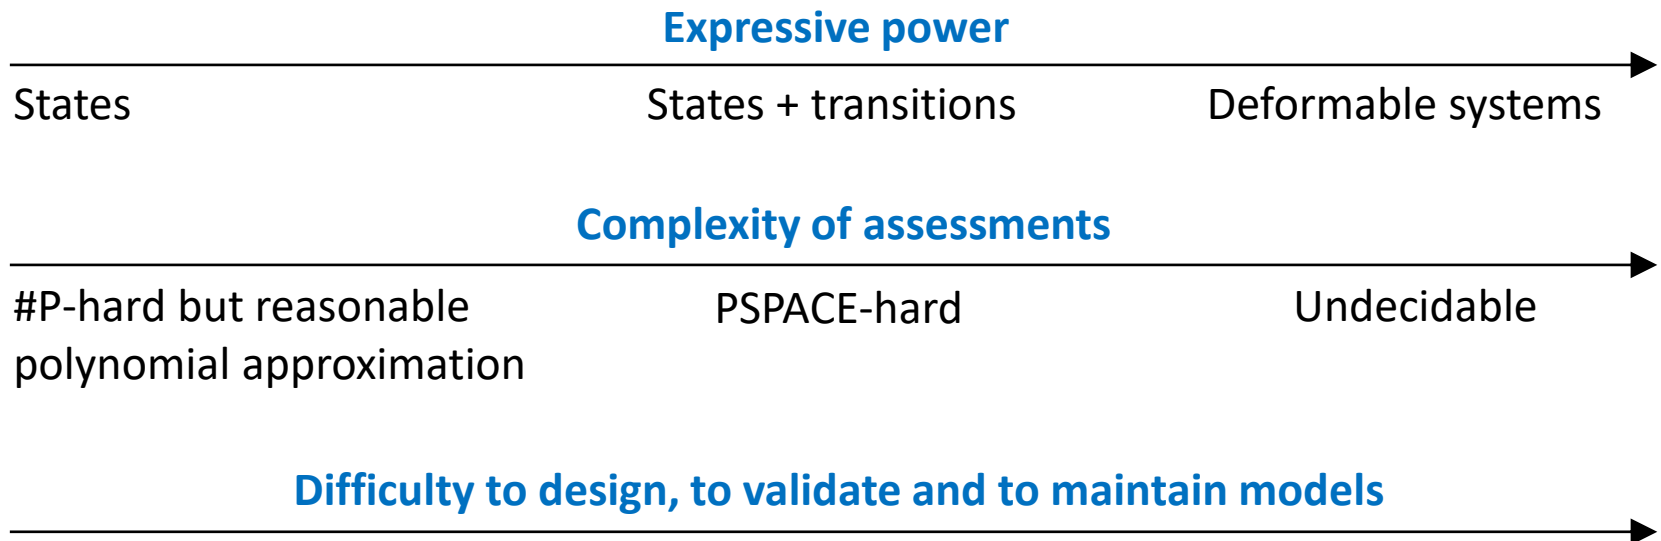 Expressive power
States States + transitions Deformable systems
Complexity of assessments
#P-hard but reasonable PSPACE-hard Undecidable
polynomial approximation
Difficulty to design, to validate and to maintain models